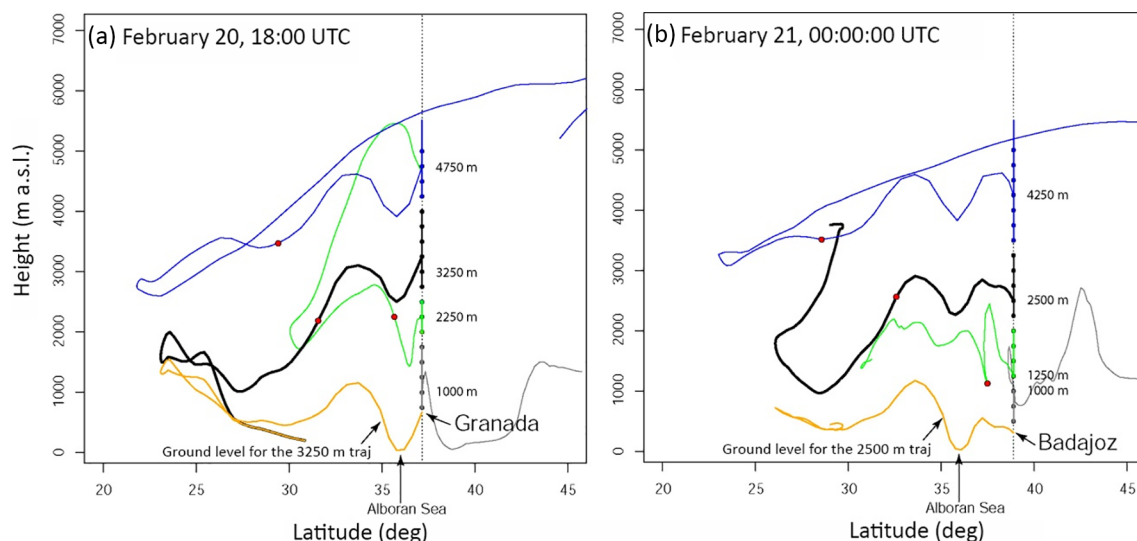 (a) February 20, 18:00 UTC
(b) February 21, 00:00:00 UTC
Height (m a.s.l.)
7000
6000
5000
4000
3000
2000
1000
0
4750 m
3250 m
2250 m
1000 m
Granada
Ground level for the 3250 m traj
20
25
30
35
40
45
Alboran Sea
Latitude (deg)
7000
6000
5000
4000
3000
2000
1000
0
4250 m
2500 m
1250 m
1000 m
Badajoz
Ground level for the 2500 m traj
20
25
30
35
40
45
Alboran Sea
Latitude (deg)